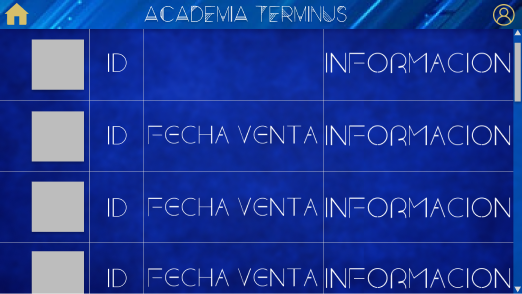 ACADEMIA TERMINUS
ID INFORMACION
ID FECHA VENTA INFORMACION
ID FECHA VENTA INFORMACION
ID FECHA VENTA INFORMACION